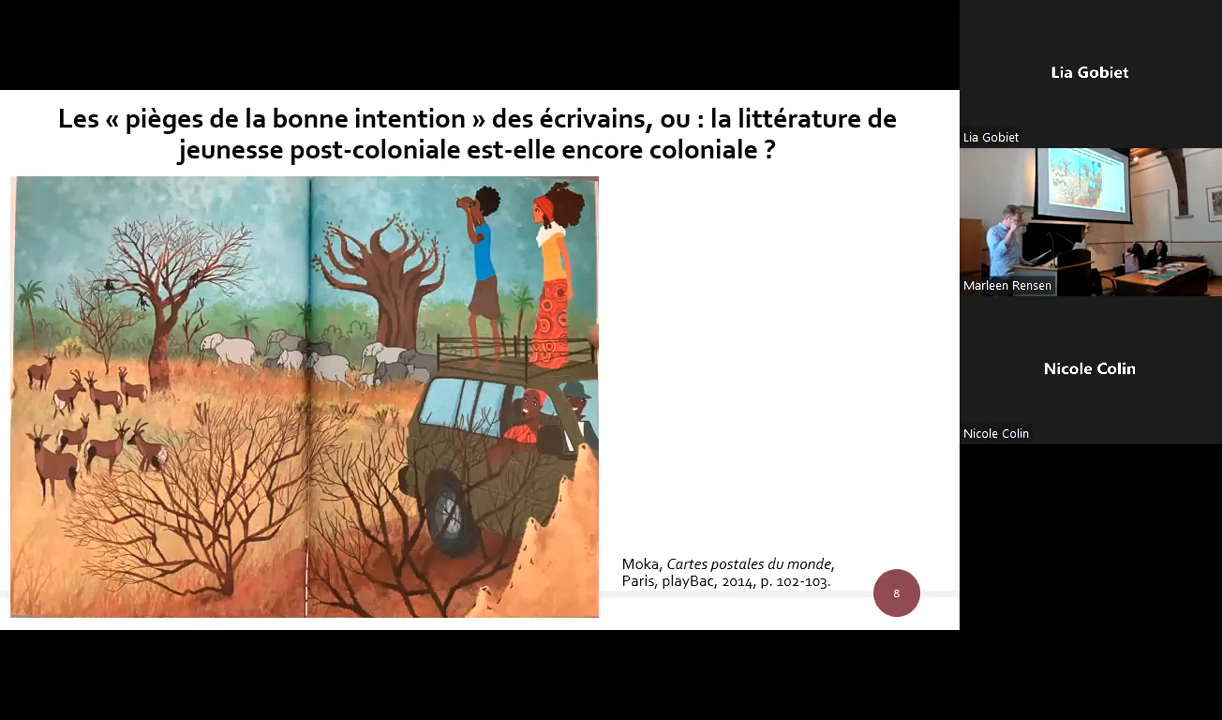 Les « pièges de la bonne intention » des écrivains, ou : la littérature de
jeunesse post-coloniale est-elle encore coloniale ?
Moka, Cartes postales du monde,
Paris, playBac, 2014, p. 102-103.
8
Lia Gobiet
Lia Gobiet
Marleen Rensen
Nicole Colin
Nicole Colin